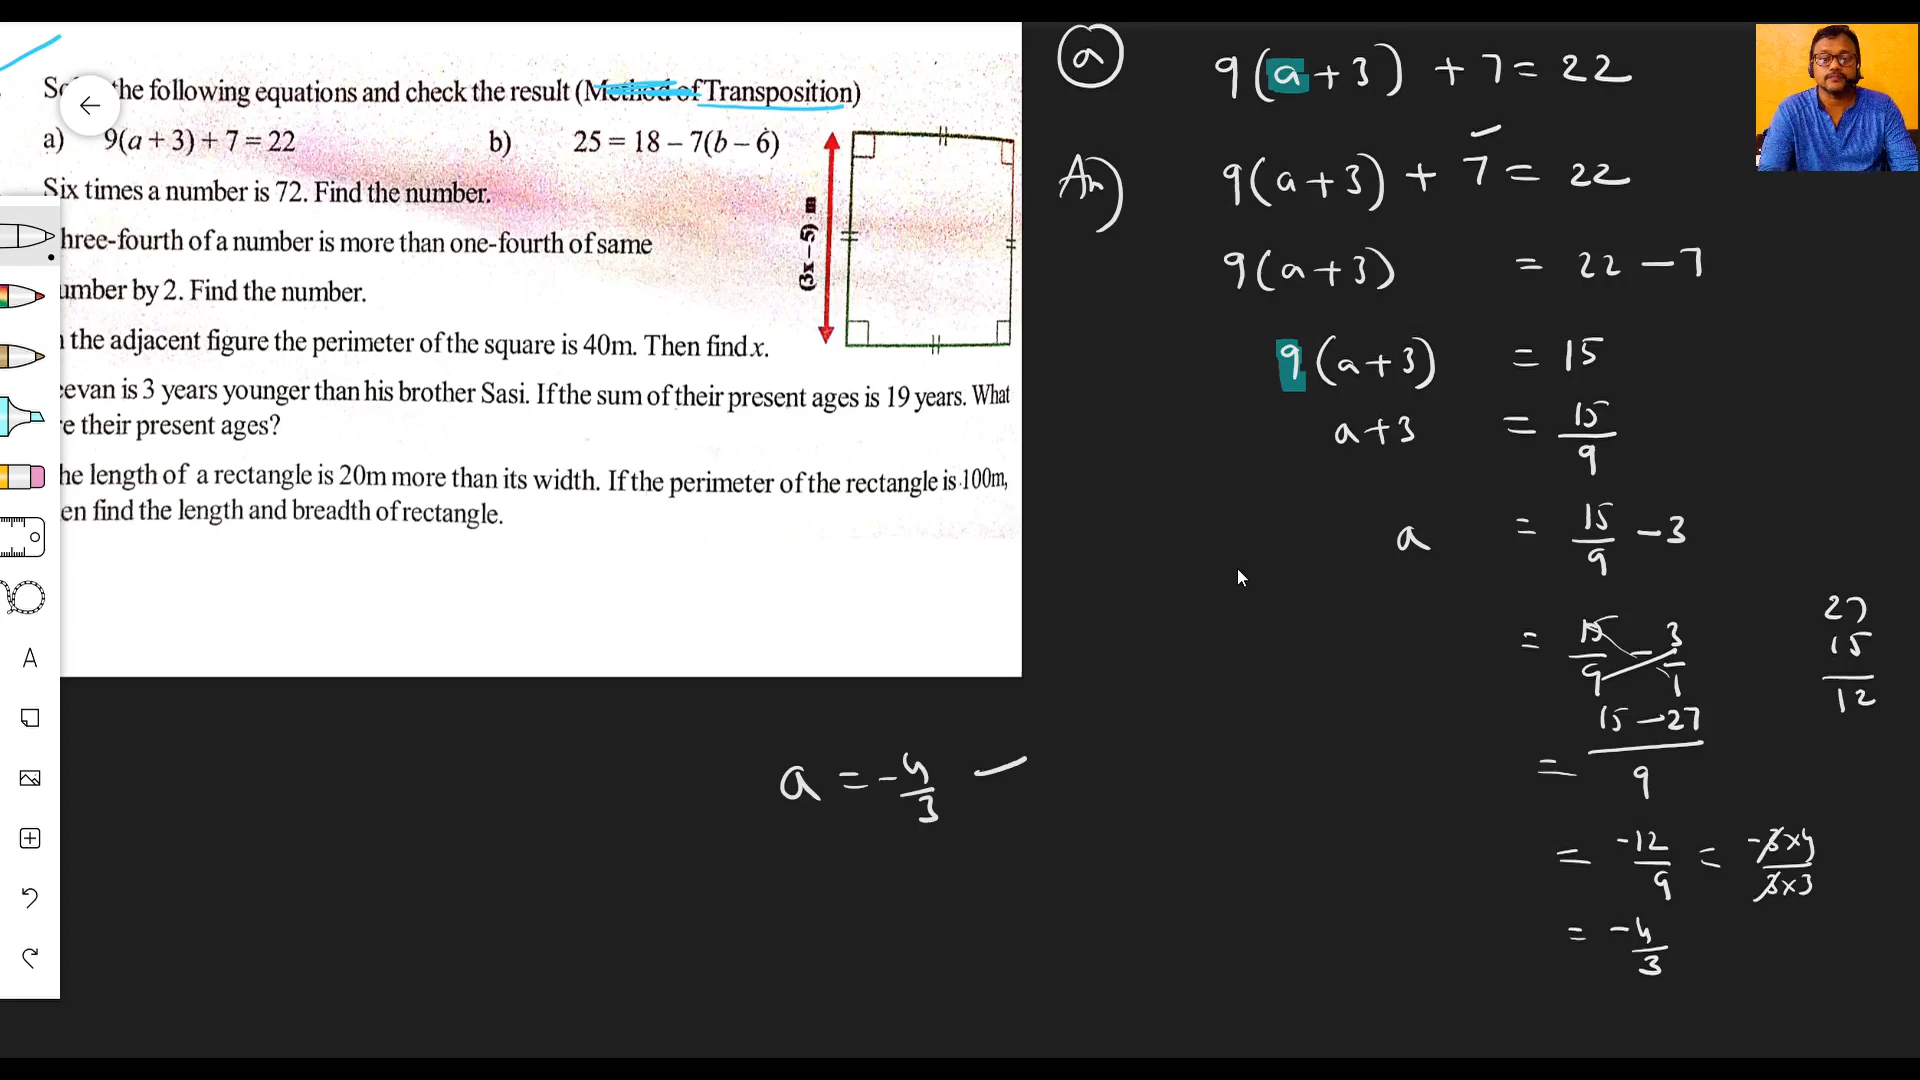 the following equations and check the result (Method of Transposition)
a) 9(a + 3) + 7 = 22 b) 25 = 18 – 7(b – 6)
Six times a number is 72. Find the number.
hree-fourth of a number is more than one-fourth of same
umber by 2. Find the number.
the adjacent figure the perimeter of the square is 40m. Then find x.
evan is 3 years younger than his brother Sasi. If the sum of their present ages is 19 years. What
e their present ages?
he length of a rectangle is 20m more than its width. If the perimeter of the rectangle is 100m,
en find the length and breadth of rectangle.
(3x – 5) m
A
a = -4/3
a 9(a+3) + 7 = 22
An) 9(a+3) + 7 = 22
9(a+3) = 22 - 7
9(a+3) = 15
a+3 = 15/9
a = 15/9 - 3
= 15/9 - 3/1
27
15
12
= 15-27/9
= -12/9 = -3x4/3x3
= -4/3